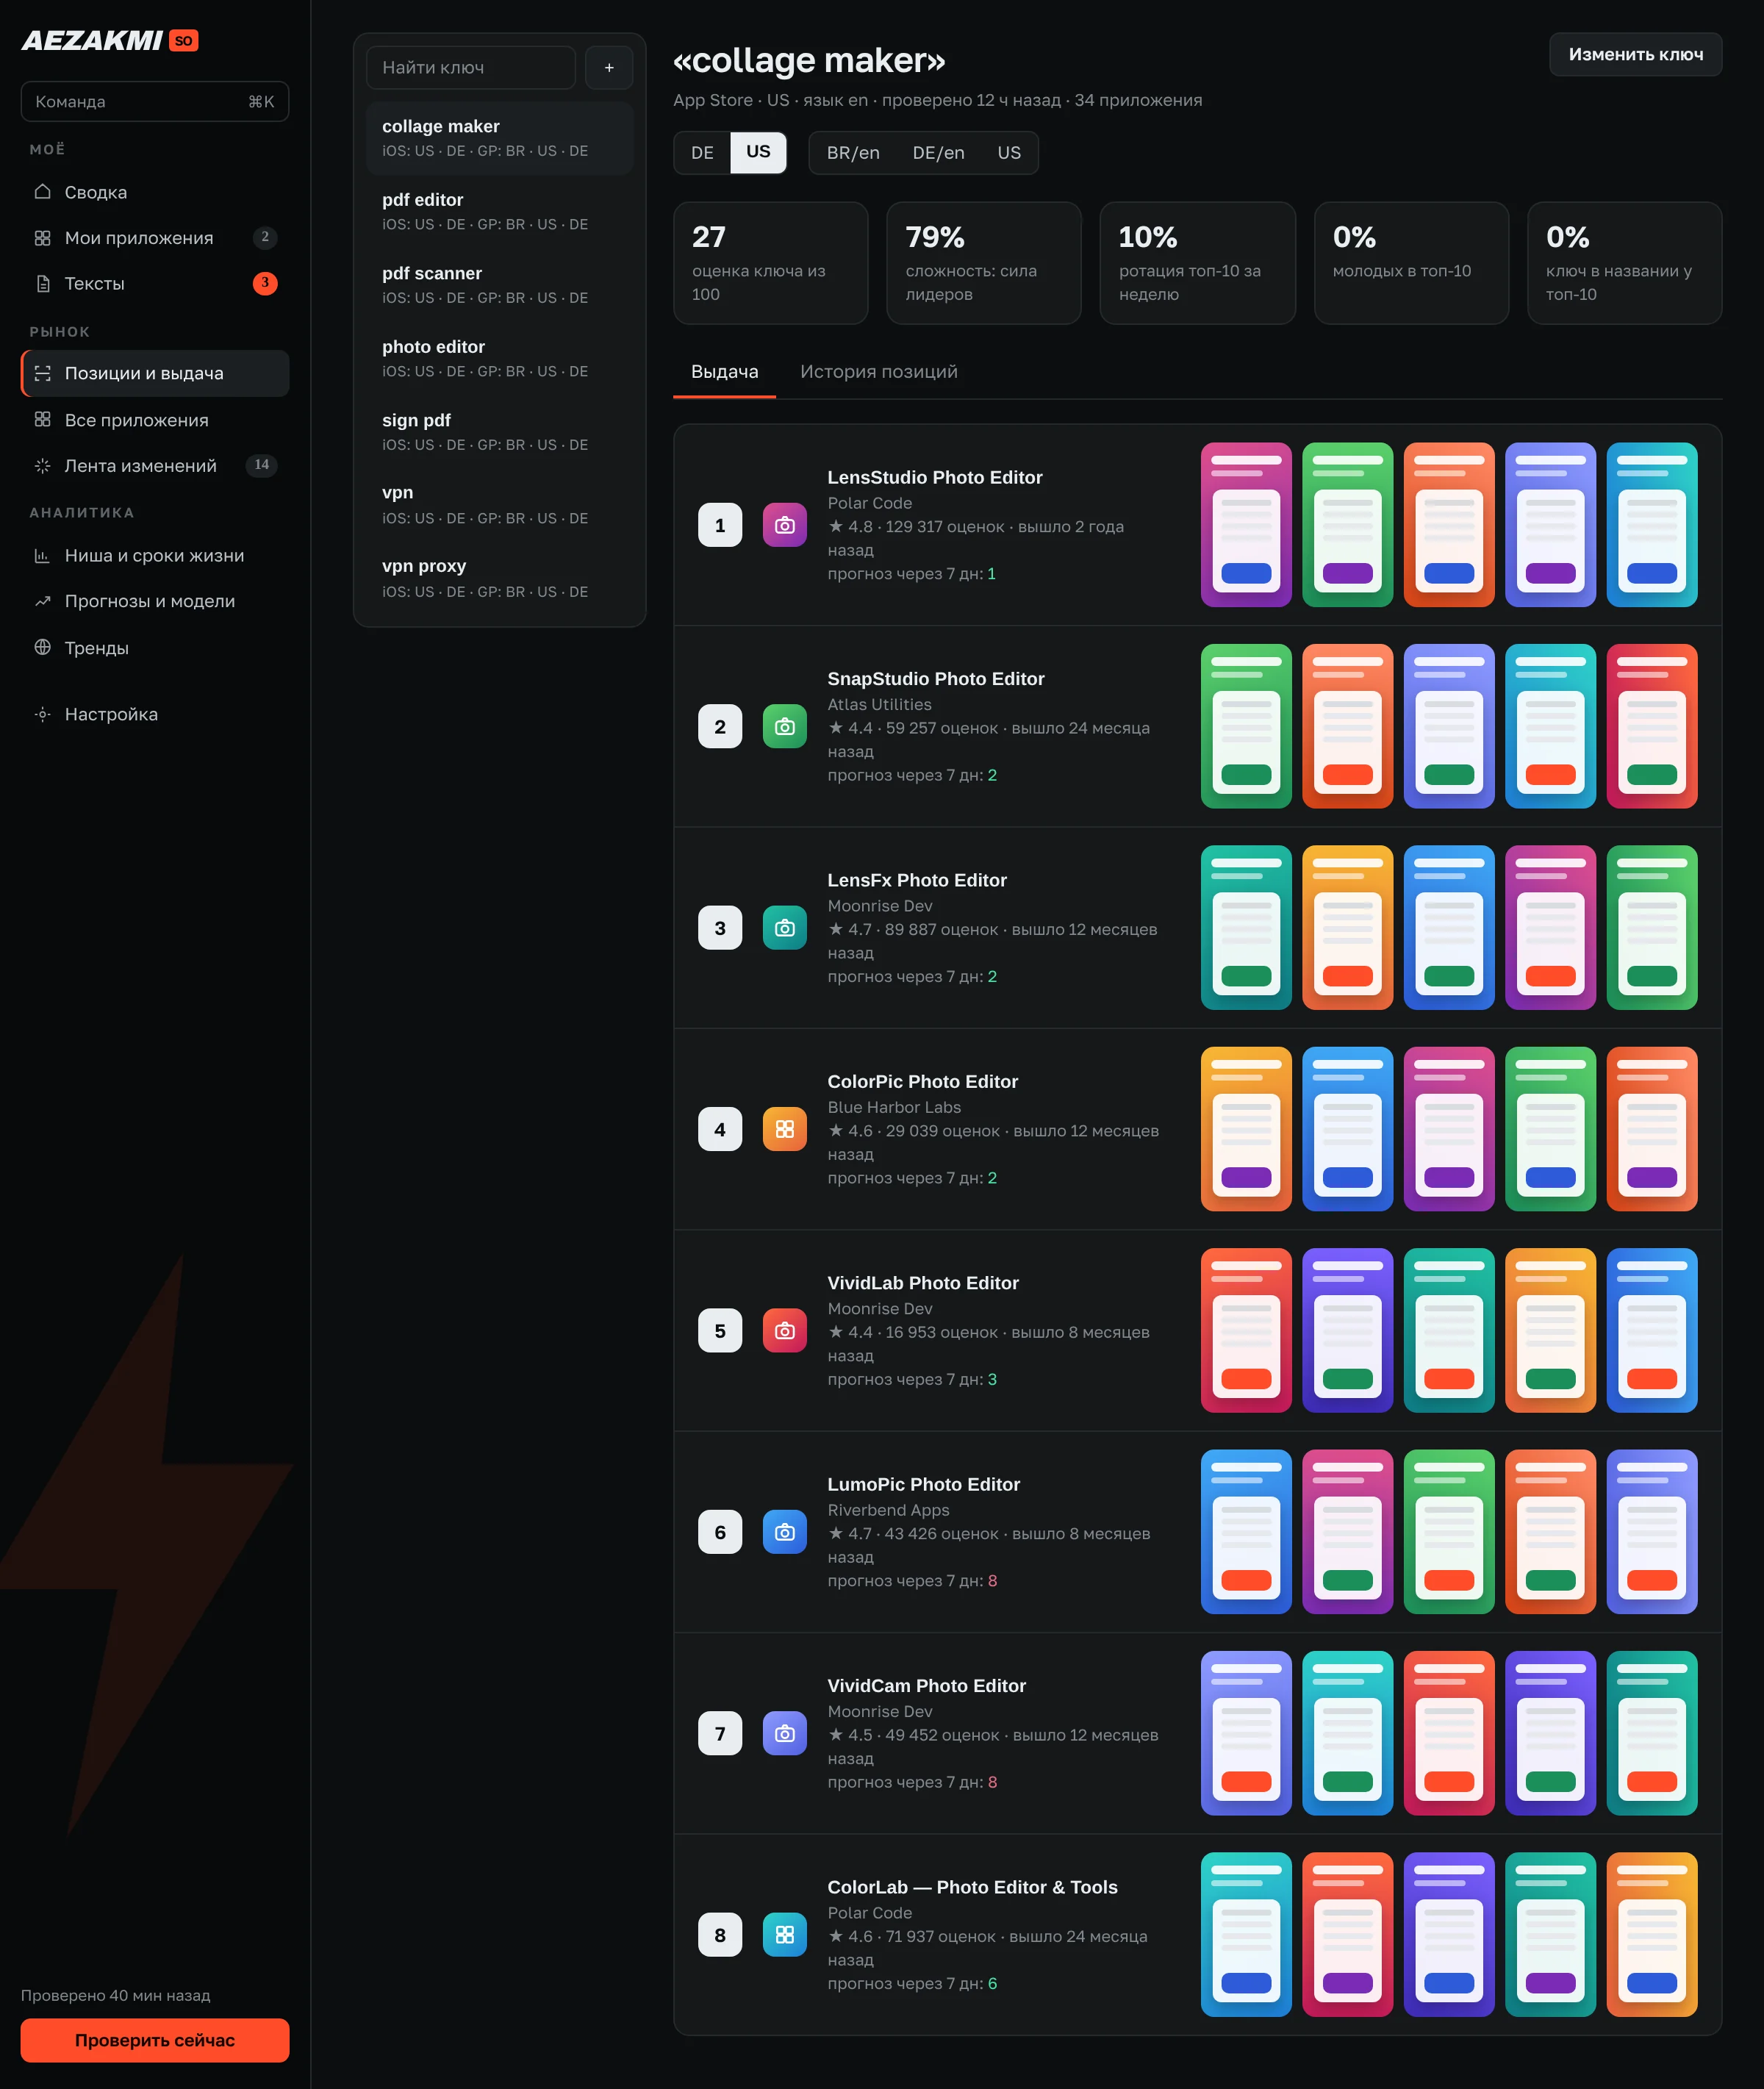 AEZAKMI SO
Команда ⌘K
МОЁ
Сводка
Мои приложения 2
Тексты 3
РЫНОК
Позиции и выдача
Все приложения
Лента изменений 14
АНАЛИТИКА
Ниша и сроки жизни
Прогнозы и модели
Тренды
Настройка
Проверено 40 мин назад
Проверить сейчас
Найти ключ +
collage maker
iOS: US · DE · GP: BR · US · DE
pdf editor
iOS: US · DE · GP: BR · US · DE
pdf scanner
iOS: US · DE · GP: BR · US · DE
photo editor
iOS: US · DE · GP: BR · US · DE
sign pdf
iOS: US · DE · GP: BR · US · DE
vpn
iOS: US · DE · GP: BR · US · DE
vpn proxy
iOS: US · DE · GP: BR · US · DE
«collage maker»
Изменить ключ
App Store · US · язык en · проверено 12 ч назад · 34 приложения
DE US BR/en DE/en US
27
оценка ключа из
100
79%
сложность: сила
лидеров
10%
ротация топ-10 за
неделю
0%
молодых в топ-10
0%
ключ в названии у
топ-10
Выдача История позиций
1
LensStudio Photo Editor
Polar Code
★ 4.8 · 129 317 оценок · вышло 2 года
назад
прогноз через 7 дн: 1
2
SnapStudio Photo Editor
Atlas Utilities
★ 4.4 · 59 257 оценок · вышло 24 месяца
назад
прогноз через 7 дн: 2
3
LensFx Photo Editor
Moonrise Dev
★ 4.7 · 89 887 оценок · вышло 12 месяцев
назад
прогноз через 7 дн: 2
4
ColorPic Photo Editor
Blue Harbor Labs
★ 4.6 · 29 039 оценок · вышло 12 месяцев
назад
прогноз через 7 дн: 2
5
VividLab Photo Editor
Moonrise Dev
★ 4.4 · 16 953 оценок · вышло 8 месяцев
назад
прогноз через 7 дн: 3
6
LumoPic Photo Editor
Riverbend Apps
★ 4.7 · 43 426 оценок · вышло 8 месяцев
назад
прогноз через 7 дн: 8
7
VividCam Photo Editor
Moonrise Dev
★ 4.5 · 49 452 оценок · вышло 12 месяцев
назад
прогноз через 7 дн: 8
8
ColorLab — Photo Editor & Tools
Polar Code
★ 4.6 · 71 937 оценок · вышло 24 месяца
назад
прогноз через 7 дн: 6